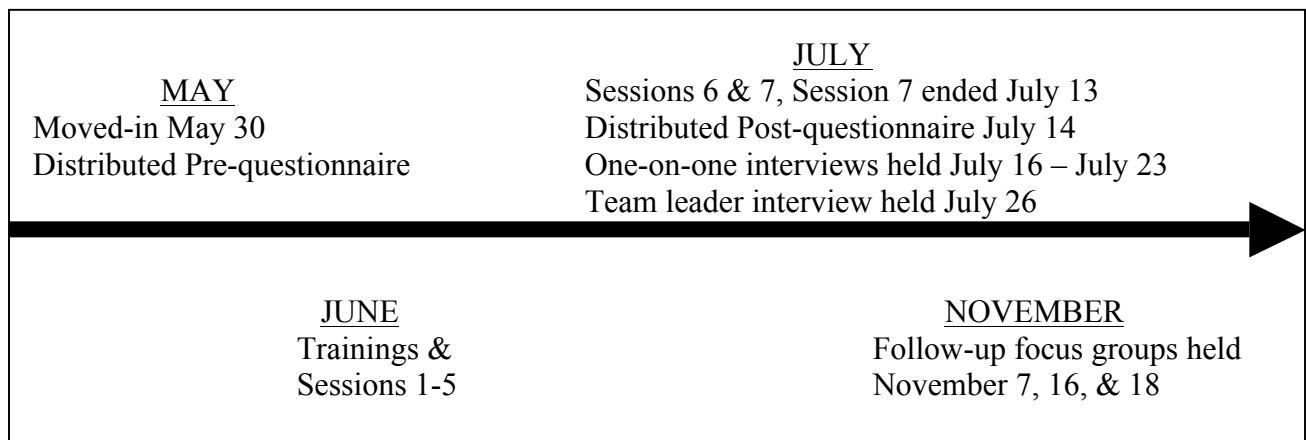 MAY
Moved-in May 30
Distributed Pre-questionnaire
JULY
Sessions 6 & 7, Session 7 ended July 13
Distributed Post-questionnaire July 14
One-on-one interviews held July 16 – July 23
Team leader interview held July 26
JUNE
Trainings &
Sessions 1-5
NOVEMBER
Follow-up focus groups held
November 7, 16, & 18